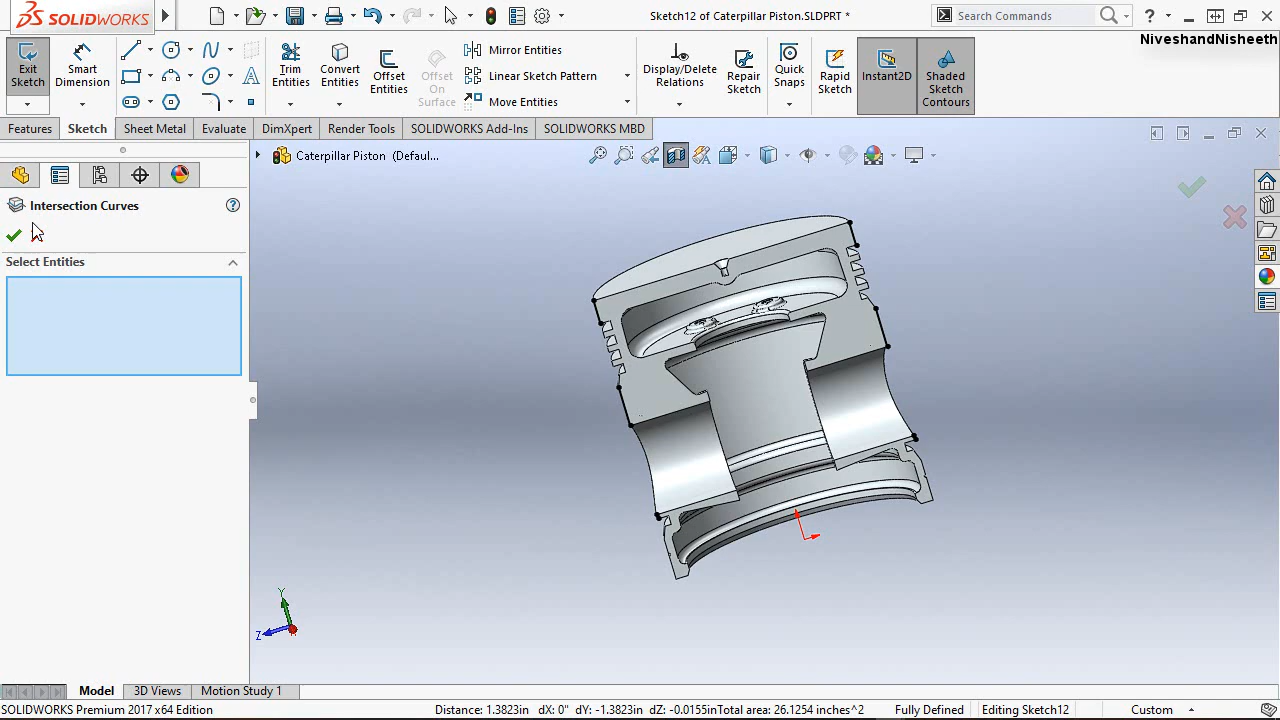 SOLIDWORKS
Sketch12 of Caterpillar Piston.SLDPRT *
Search Commands
NiveshandNisheeth
Exit Sketch
Smart Dimension
Trim Entities
Convert Entities
Offset Entities
Offset On Surface
Mirror Entities
Linear Sketch Pattern
Move Entities
Display/Delete Relations
Repair Sketch
Quick Snaps
Rapid Sketch
Instant2D
Shaded Sketch Contours
Features Sketch Sheet Metal Evaluate DimXpert Render Tools SOLIDWORKS Add-Ins SOLIDWORKS MBD
Caterpillar Piston (Defaul...
Intersection Curves
Select Entities
Y
Z
Model 3D Views Motion Study 1
SOLIDWORKS Premium 2017 x64 Edition Distance: 1.3823in dX: 0" dY: -1.3823in dZ: -0.0155inTotal area: 26.1254 inches^2 Fully Defined Editing Sketch12 Custom